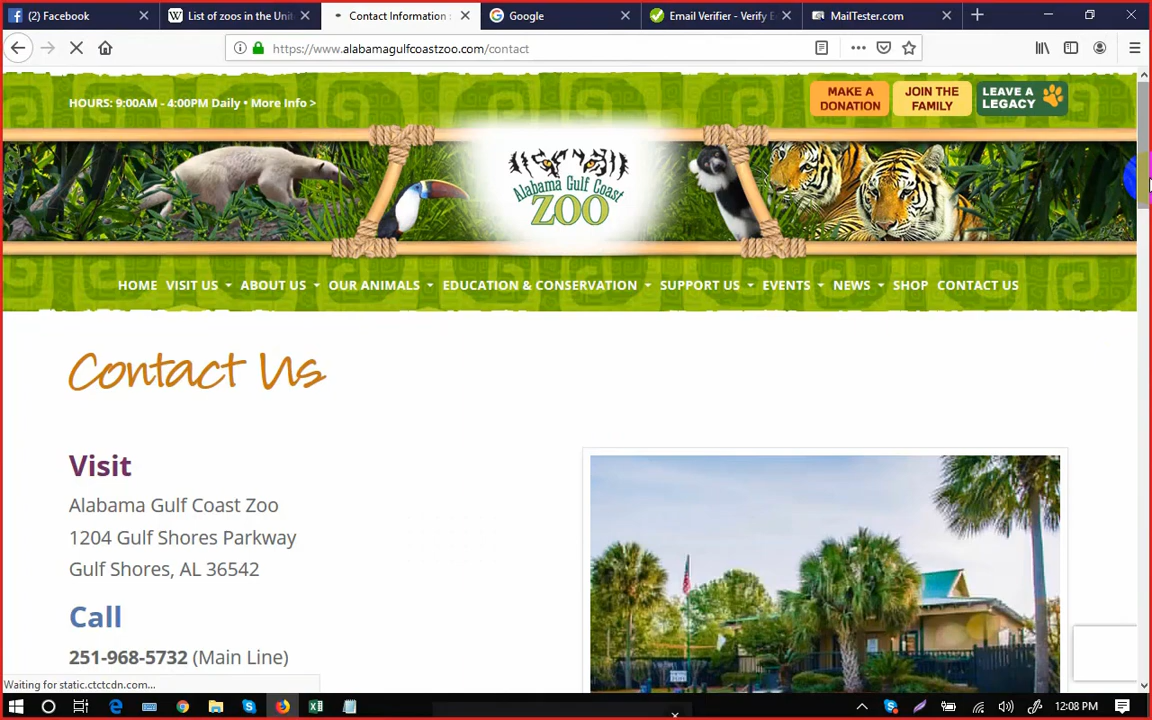 (2) Facebook
List of zoos in the Unit
Contact Information
Google
Email Verifier - Verify E
MailTester.com
https://www.alabamagulfcoastzoo.com/contact
HOURS: 9:00AM - 4:00PM Daily • More Info >
MAKE A
DONATION
JOIN THE
FAMILY
LEAVE A
LEGACY
Alabama Gulf Coast
ZOO
HOME VISIT US ABOUT US OUR ANIMALS EDUCATION & CONSERVATION SUPPORT US EVENTS NEWS SHOP CONTACT US
Contact Us
Visit
Alabama Gulf Coast Zoo
1204 Gulf Shores Parkway
Gulf Shores, AL 36542
Call
251-968-5732 (Main Line)
Waiting for static.ctctcdn.com...
12:08 PM